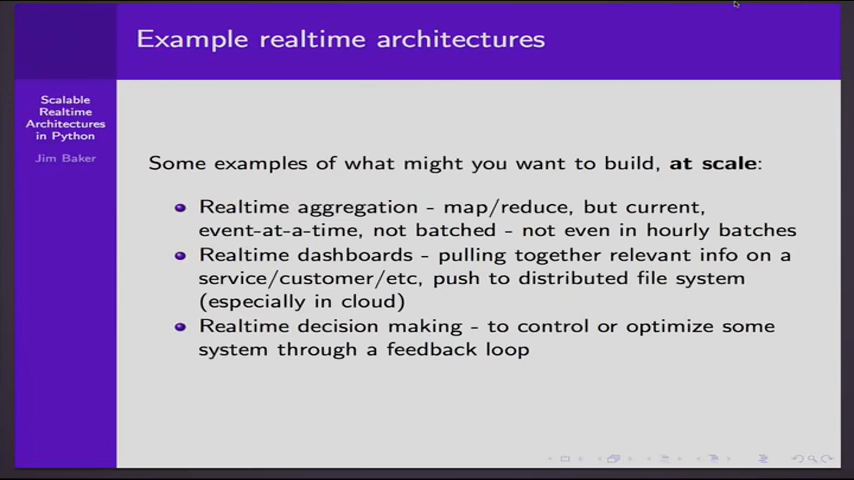 Example realtime architectures
Scalable
Realtime
Architectures
in Python
Jim Baker
Some examples of what might you want to build, at scale:
Realtime aggregation - map/reduce, but current,
event-at-a-time, not batched - not even in hourly batches
Realtime dashboards - pulling together relevant info on a
service/customer/etc, push to distributed file system
(especially in cloud)
Realtime decision making - to control or optimize some
system through a feedback loop